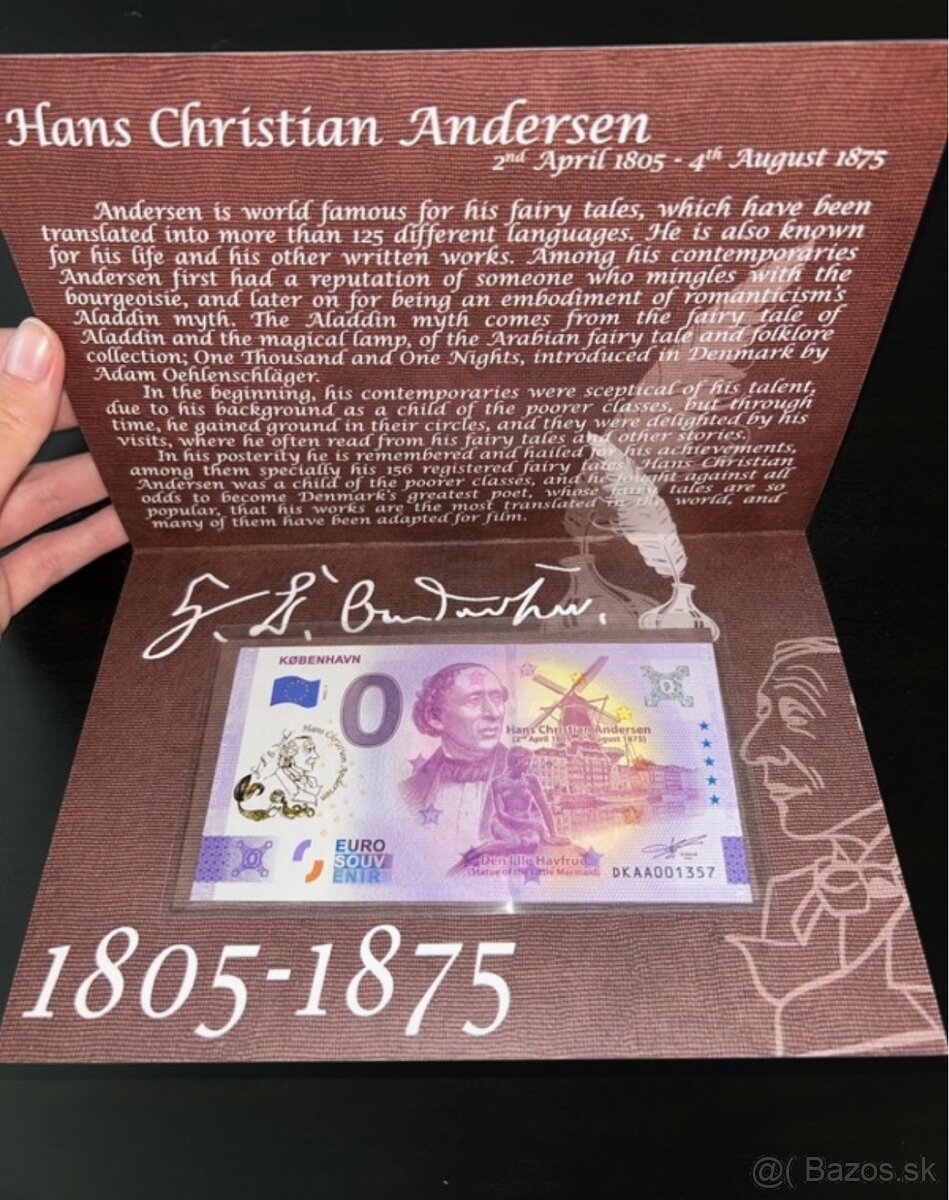 Hans Christian Andersen
2nd April 1805 - 4th August 1875
Andersen is world famous for his fairy tales, which have been
translated into more than 125 different languages. He is also known
for his life and his other written works. Among his contemporaries
Andersen first had a reputation of someone who mingles with the
bourgeoisie, and later on for being an embodiment of romanticism's
Aladdin myth. The Aladdin myth comes from the fairy tale of
Aladdin and the magical lamp, of the Arabian fairy tale and folklore
collection; One Thousand and One Nights, introduced in Denmark by
Adam Oehlenschläger.
In the beginning, his contemporaries were sceptical of his talent,
due to his background as a child of the poorer classes, but through
time, he gained ground in their circles, and they were delighted by his
visits, where he often read from his fairy tales and other stories.
In his posterity he is remembered and hailed for his achievements,
among them specially his 156 registered fairy tales. Hans Christian
Andersen was a child of the poorer classes, and he fought against all
odds to become Denmark's greatest poet, whose fairy tales are so
popular, that his works are the most translated in the world, and
many of them have been adapted for film.
KØBENHAVN
0
Hans Christian Andersen
Hans Christian Andersen
(2nd April 1805 - 4th August 1875)
EURO
SOUV
ENIR
Den lille Havfrue
(Statue of the Little Mermaid)
DKAA001357
1805-1875
@( Bazos.sk